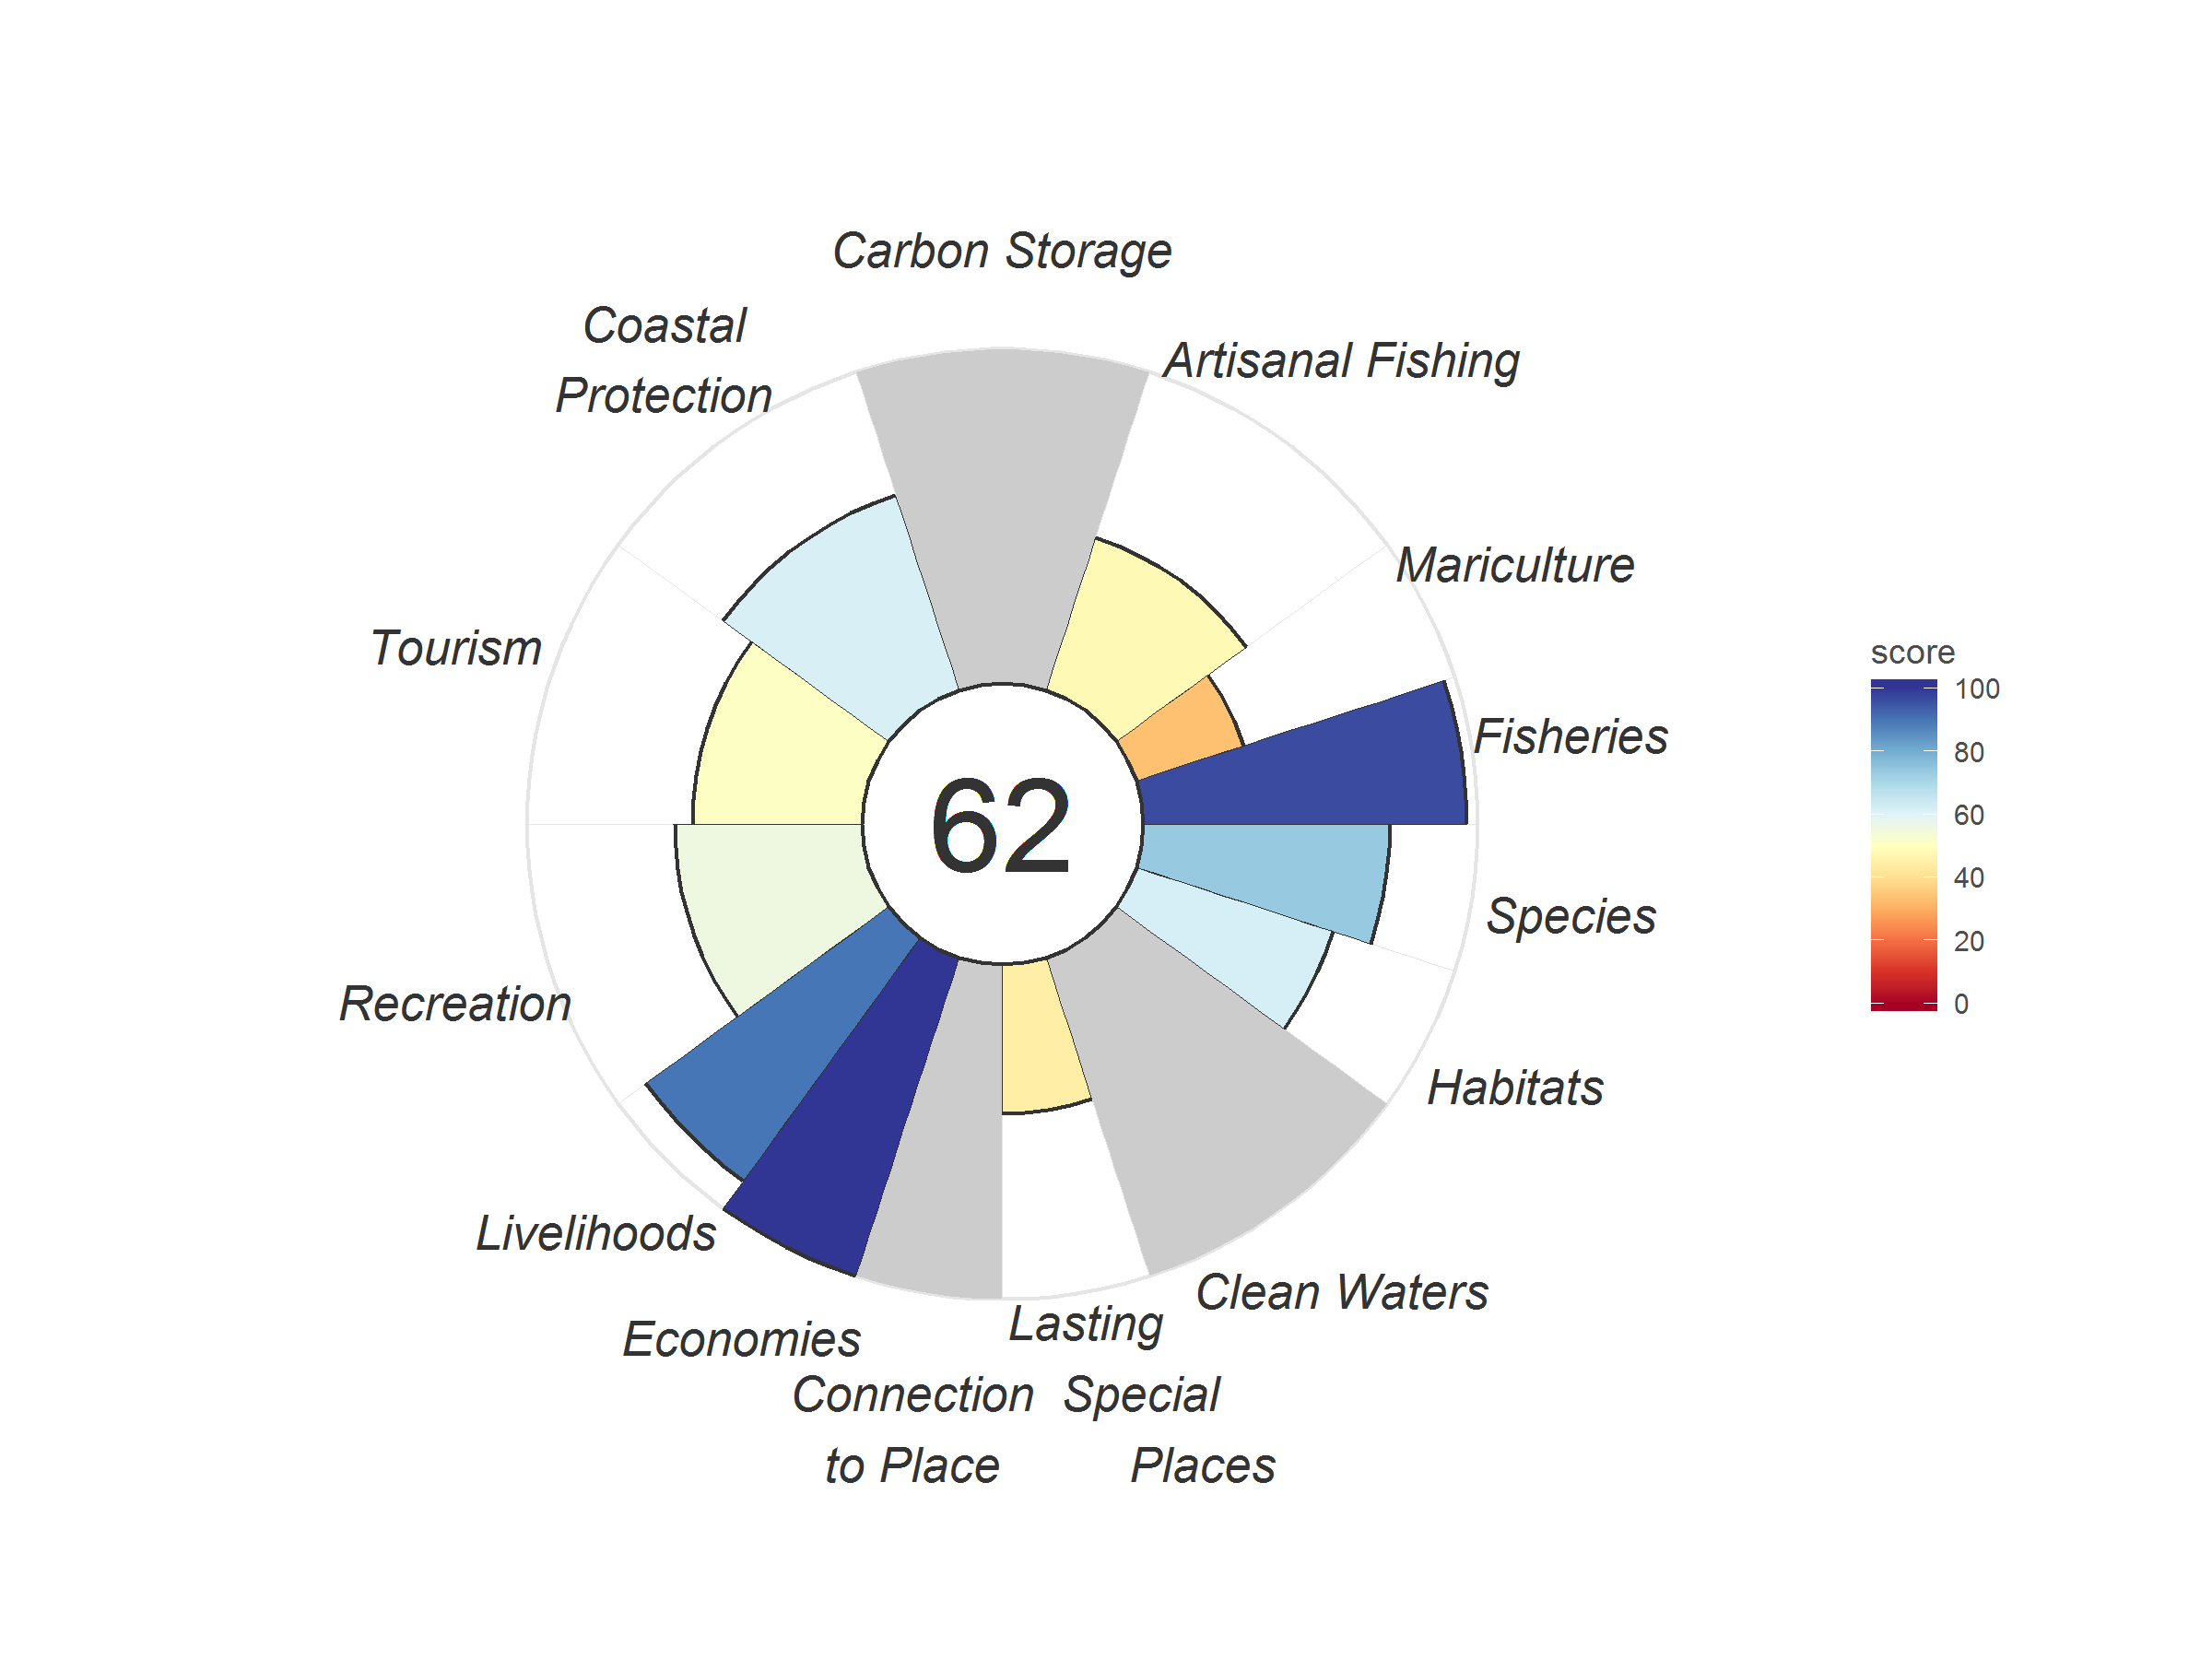 Carbon Storage
Coastal
Protection
Artisanal Fishing
Mariculture
Tourism
Fisheries
62
Species
Recreation
Habitats
Livelihoods
Clean Waters
Economies
Lasting
Special
Places
Connection
to Place
score
100
80
60
40
20
0